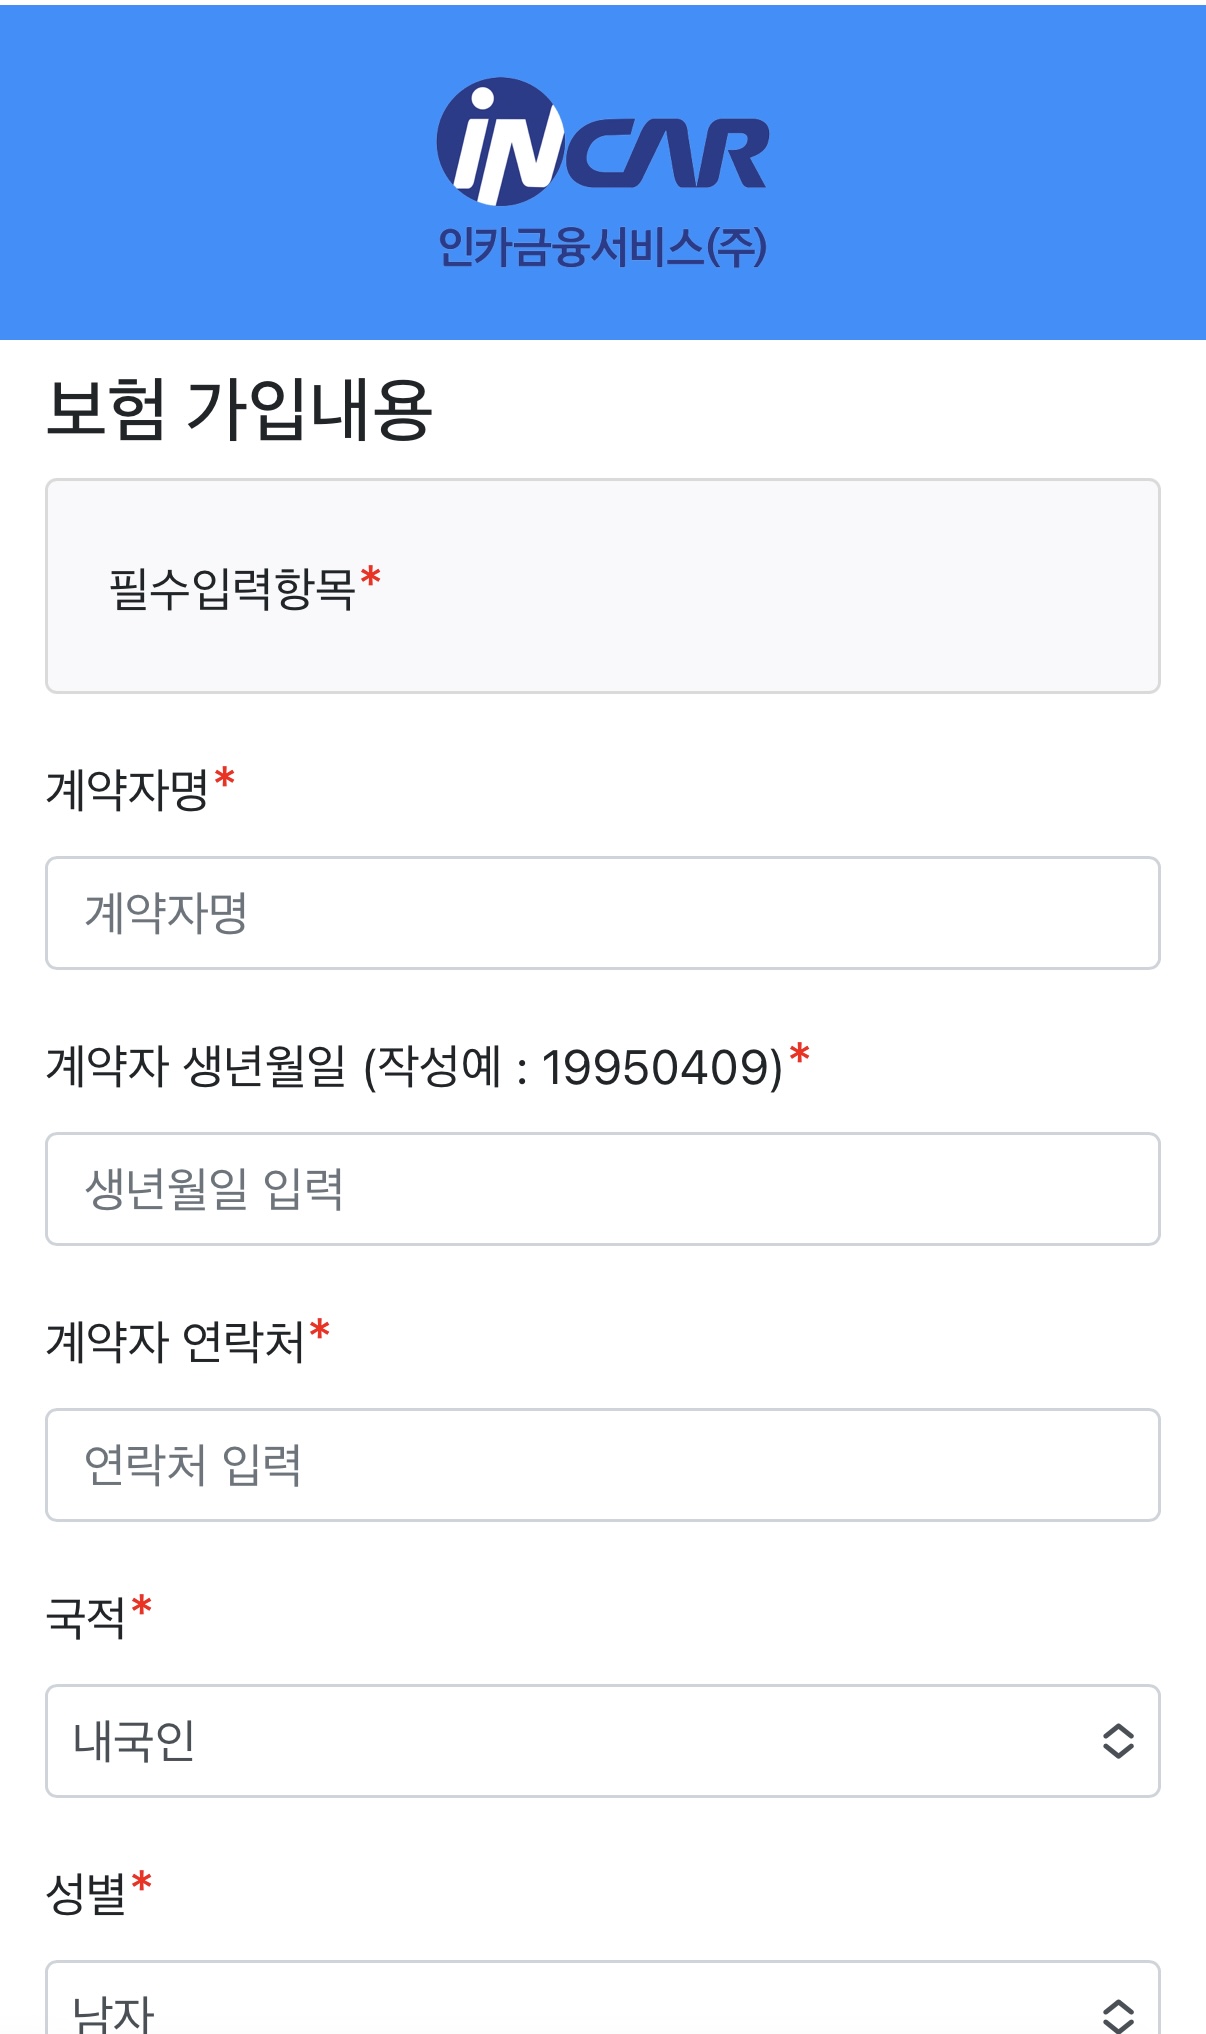 iNCAR
인카금융서비스(주)
보험 가입내용
필수입력항목*
계약자명*
계약자명
계약자 생년월일 (작성예 : 19950409)*
생년월일 입력
계약자 연락처*
연락처 입력
국적*
내국인
성별*
남자